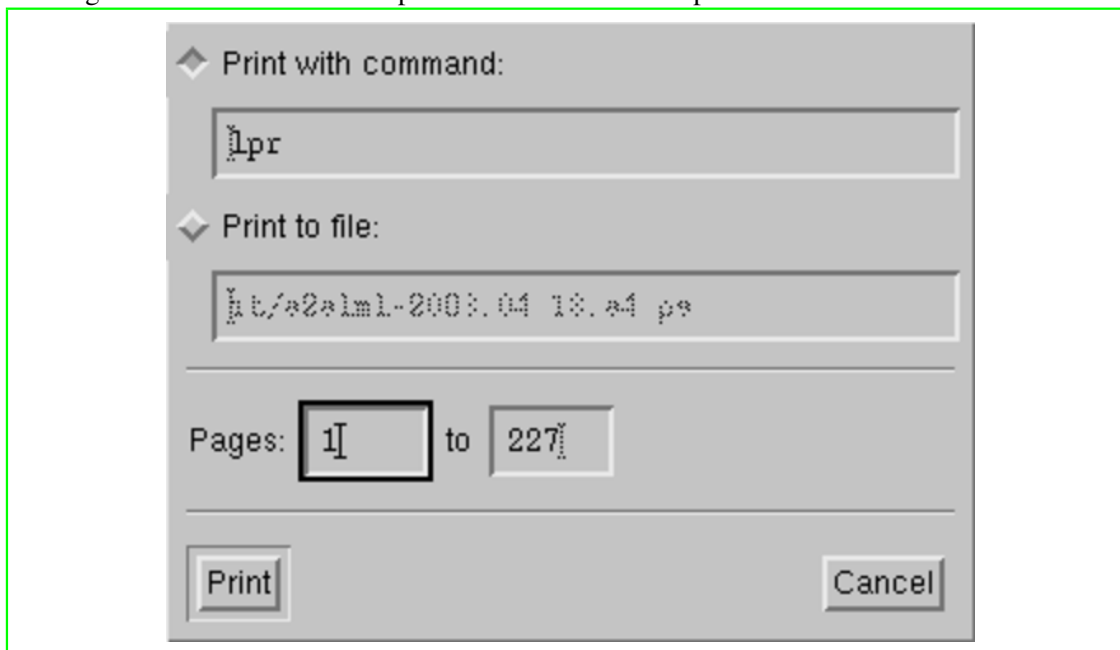 Print with command:
lpr
Print to file:
Pages: 1 to 227
Print Cancel